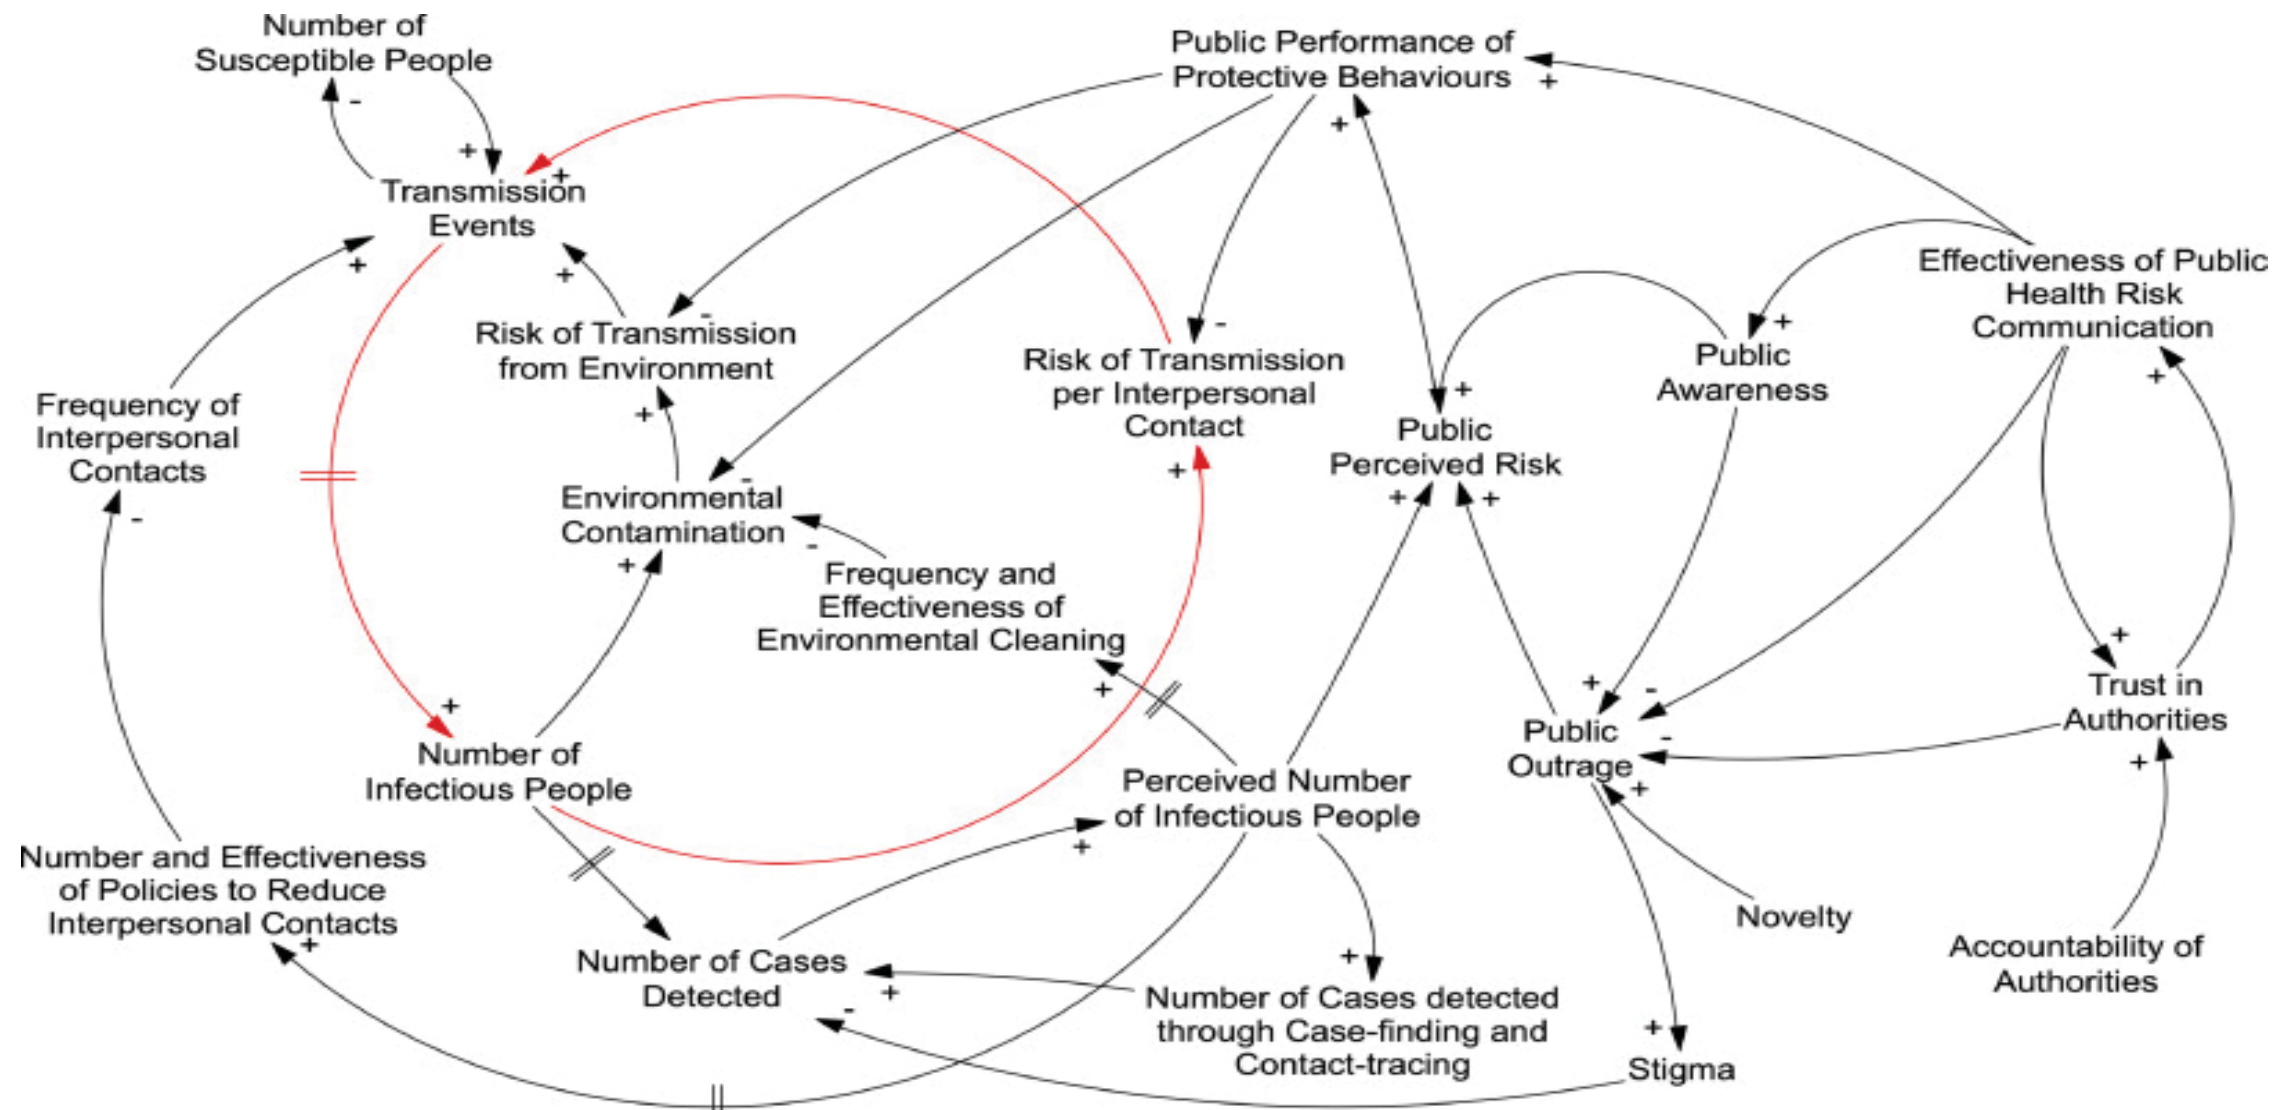 Number of
Susceptible People
Public Performance of
Protective Behaviours
Transmission
Events
Effectiveness of Public
Health Risk
Communication
Risk of Transmission
from Environment
Risk of Transmission
per Interpersonal
Contact
Public
Awareness
Frequency of
Interpersonal
Contacts
Public
Perceived Risk
Environmental
Contamination
Frequency and
Effectiveness of
Environmental Cleaning
Trust in
Authorities
Public
Outrage
Number of
Infectious People
Perceived Number
of Infectious People
Number and Effectiveness
of Policies to Reduce
Interpersonal Contacts
Novelty
Accountability of
Authorities
Number of Cases
Detected
Number of Cases detected
through Case-finding and
Contact-tracing
Stigma